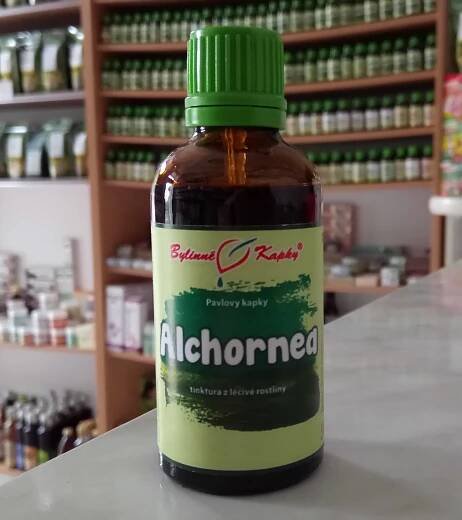 Bylinné Kapky®
Pavlovy kapky
Alchornea
tinktura z léčivé rostliny